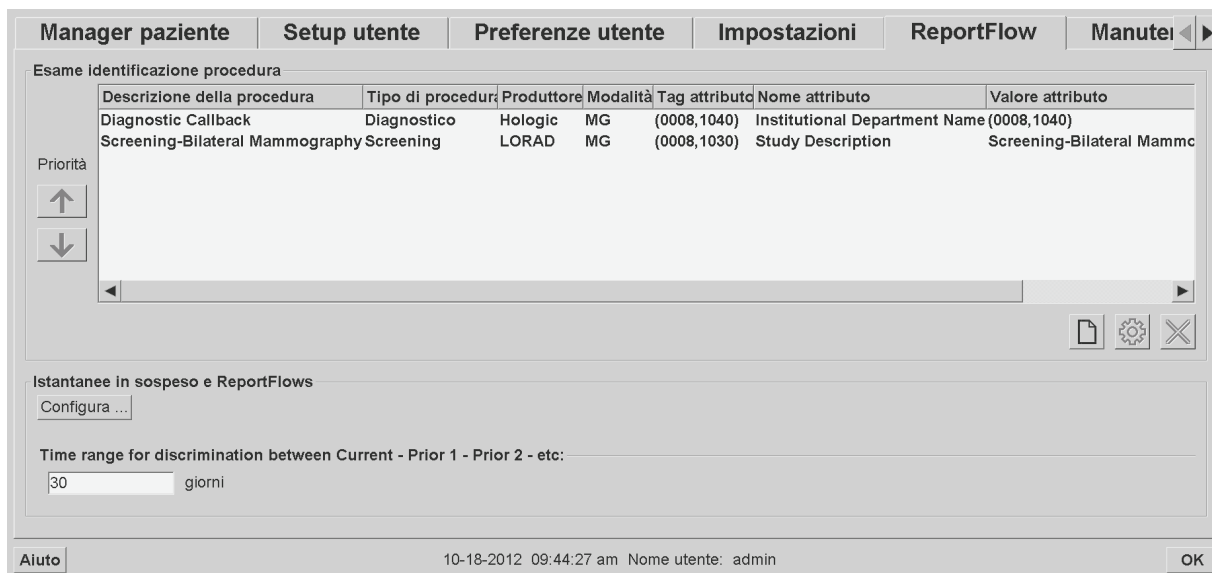 Manager paziente Setup utente Preferenze utente Impostazioni ReportFlow
Esame identificazione procedura
Descrizione della procedura Tipo di Produttore Modalità Tag Nome attributo Valore attributo
Diagnostic Callback Diagnostico Hologic MG (0008,1040) Institutional Department Name (0008,1040)
Screening-Bilateral Mammography Screening LORAD MG (0008,1030) Study Description Screening-Bilateral
Priorità
Istantanee in sospeso e ReportFlows
Configura ...
Time range for discrimination between Current - Prior 1 - Prior 2 - etc:
30 giorni
Aiuto 10-18-2012 09:44:27 am Nome utente: admin OK